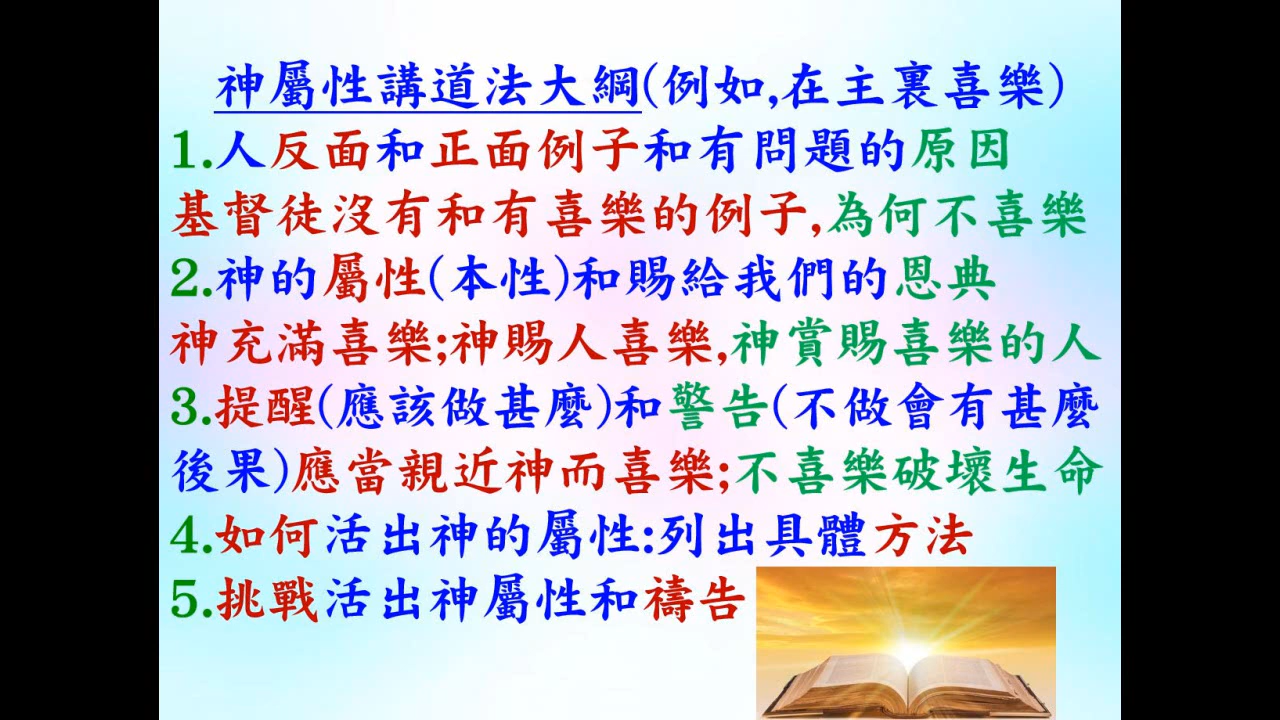 神屬性講道法大綱(例如,在主裏喜樂)
1.人反面和正面例子和有問題的原因
基督徒沒有和有喜樂的例子,為何不喜樂
2.神的屬性(本性)和賜給我們的恩典
神充滿喜樂;神賜人喜樂,神賞賜喜樂的人
3.提醒(應該做甚麼)和警告(不做會有甚麼
後果)應當親近神而喜樂;不喜樂破壞生命
4.如何活出神的屬性:列出具體方法
5.挑戰活出神屬性和禱告